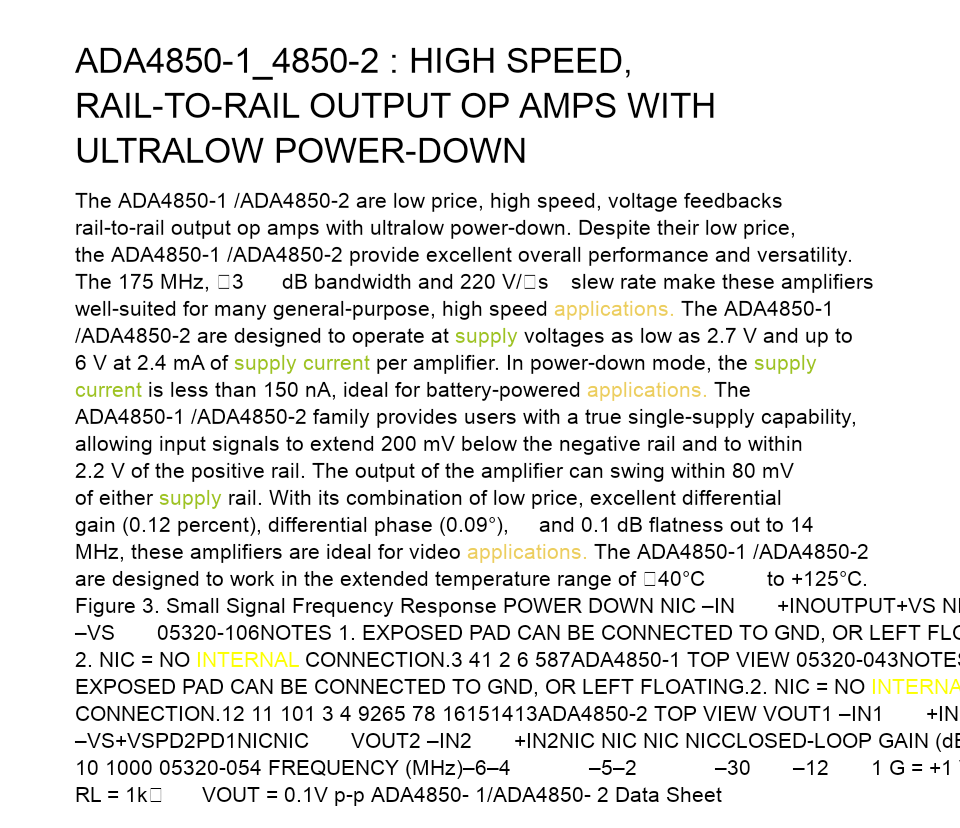 ADA4850-1_4850-2 : HIGH SPEED,
RAIL-TO-RAIL OUTPUT OP AMPS WITH
ULTRALOW POWER-DOWN
The ADA4850-1 /ADA4850-2 are low price, high speed, voltage feedbacks
rail-to-rail output op amps with ultralow power-down. Despite their low price,
the ADA4850-1 /ADA4850-2 provide excellent overall performance and versatility.
The 175 MHz, □3 dB bandwidth and 220 V/□s slew rate make these amplifiers
well-suited for many general-purpose, high speed applications. The ADA4850-1
/ADA4850-2 are designed to operate at supply voltages as low as 2.7 V and up to
6 V at 2.4 mA of supply current per amplifier. In power-down mode, the supply
current is less than 150 nA, ideal for battery-powered applications. The
ADA4850-1 /ADA4850-2 family provides users with a true single-supply capability,
allowing input signals to extend 200 mV below the negative rail and to within
2.2 V of the positive rail. The output of the amplifier can swing within 80 mV
of either supply rail. With its combination of low price, excellent differential
gain (0.12 percent), differential phase (0.09°), and 0.1 dB flatness out to 14
MHz, these amplifiers are ideal for video applications. The ADA4850-1 /ADA4850-2
are designed to work in the extended temperature range of □40°C to +125°C.
Figure 3. Small Signal Frequency Response POWER DOWN NIC –IN +INOUTPUT+VS
–VS 05320-106NOTES 1. EXPOSED PAD CAN BE CONNECTED TO GND, OR LEFT
2. NIC = NO INTERNAL CONNECTION.3 41 2 6 587ADA4850-1 TOP VIEW
EXPOSED PAD CAN BE CONNECTED TO GND, OR LEFT FLOATING.2. NIC = NO
CONNECTION.12 11 101 3 4 9265 78 16151413ADA4850-2 TOP VIEW VOUT1 –IN1
–VS+VSPD2PD1NICNIC VOUT2 –IN2 +IN2NIC NIC NIC NICCLOSED-LOOP GAIN
10 1000 05320-054 FREQUENCY (MHz)–6–4 –5–2 –30 –12 1 G = +1
RL = 1k□ VOUT = 0.1V p-p ADA4850- 1/ADA4850- 2 Data Sheet